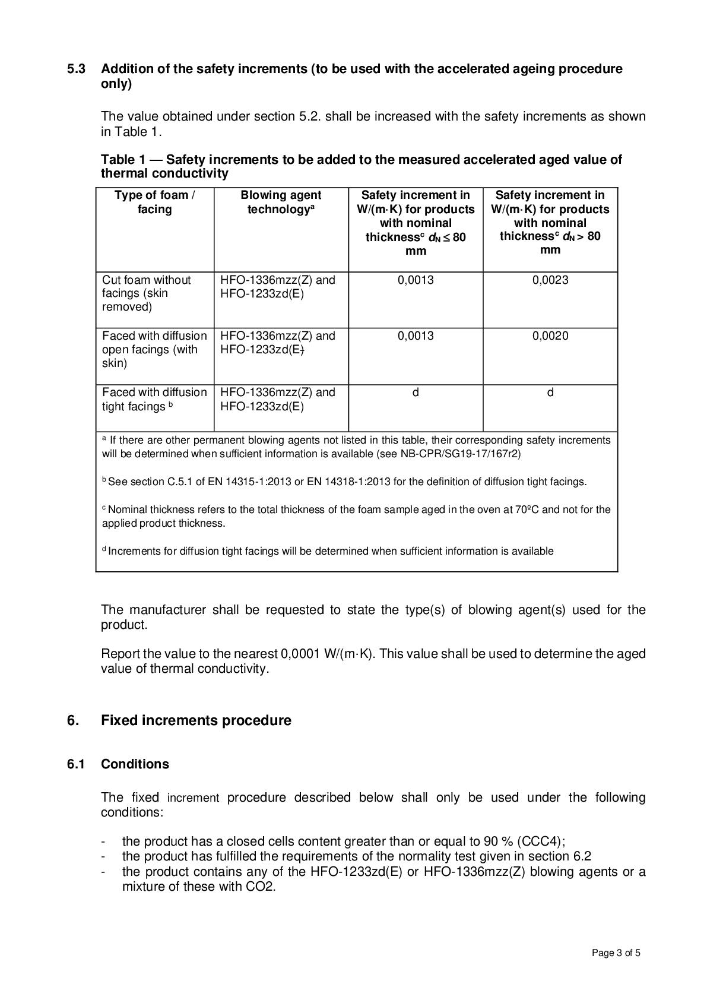 5.3 Addition of the safety increments (to be used with the accelerated ageing procedure
only)
The value obtained under section 5.2. shall be increased with the safety increments as shown
in Table 1.
Table 1 — Safety increments to be added to the measured accelerated aged value of
thermal conductivity
Type of foam /
facing
Blowing agent
technologyᵃ
Safety increment in
W/(m·K) for products
with nominal
thicknessᶜ dN ≤ 80
mm
Safety increment in
W/(m·K) for products
with nominal
thicknessᶜ dN > 80
mm
Cut foam without
facings (skin
removed)
HFO-1336mzz(Z) and
HFO-1233zd(E)
0,0013
0,0023
Faced with diffusion
open facings (with
skin)
HFO-1336mzz(Z) and
HFO-1233zd(E)
0,0013
0,0020
Faced with diffusion
tight facings ᵇ
HFO-1336mzz(Z) and
HFO-1233zd(E)
d
d
ᵃ If there are other permanent blowing agents not listed in this table, their corresponding safety increments
will be determined when sufficient information is available (see NB-CPR/SG19-17/167r2)
ᵇ See section C.5.1 of EN 14315-1:2013 or EN 14318-1:2013 for the definition of diffusion tight facings.
ᶜ Nominal thickness refers to the total thickness of the foam sample aged in the oven at 70ºC and not for the
applied product thickness.
ᵈ Increments for diffusion tight facings will be determined when sufficient information is available
The manufacturer shall be requested to state the type(s) of blowing agent(s) used for the
product.
Report the value to the nearest 0,0001 W/(m·K). This value shall be used to determine the aged
value of thermal conductivity.
6. Fixed increments procedure
6.1 Conditions
The fixed increment procedure described below shall only be used under the following
conditions:
- the product has a closed cells content greater than or equal to 90 % (CCC4);
- the product has fulfilled the requirements of the normality test given in section 6.2
- the product contains any of the HFO-1233zd(E) or HFO-1336mzz(Z) blowing agents or a
mixture of these with CO2.
Page 3 of 5